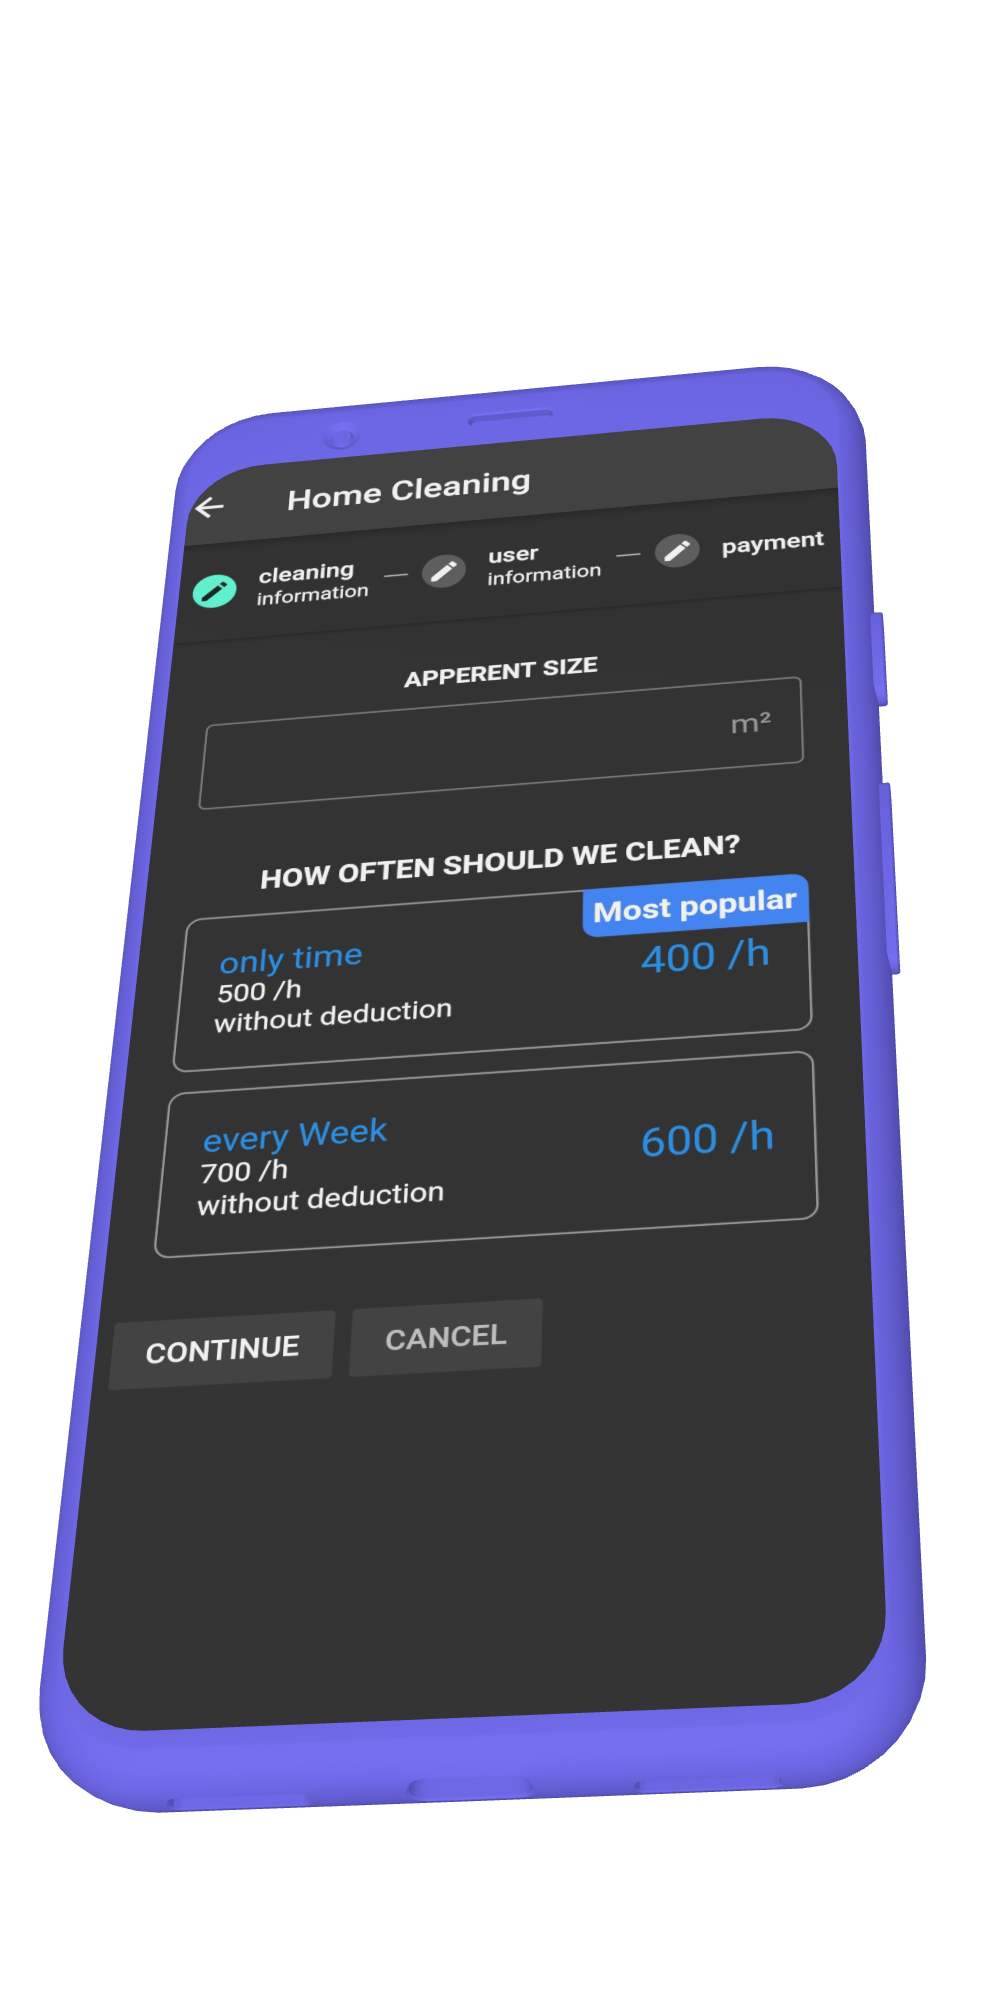 Home Cleaning
cleaning
information
user
information
payment
APPERENT SIZE
m²
HOW OFTEN SHOULD WE CLEAN?
Most popular
only time
400 /h
500 /h
without deduction
every Week
600 /h
700 /h
without deduction
CONTINUE
CANCEL